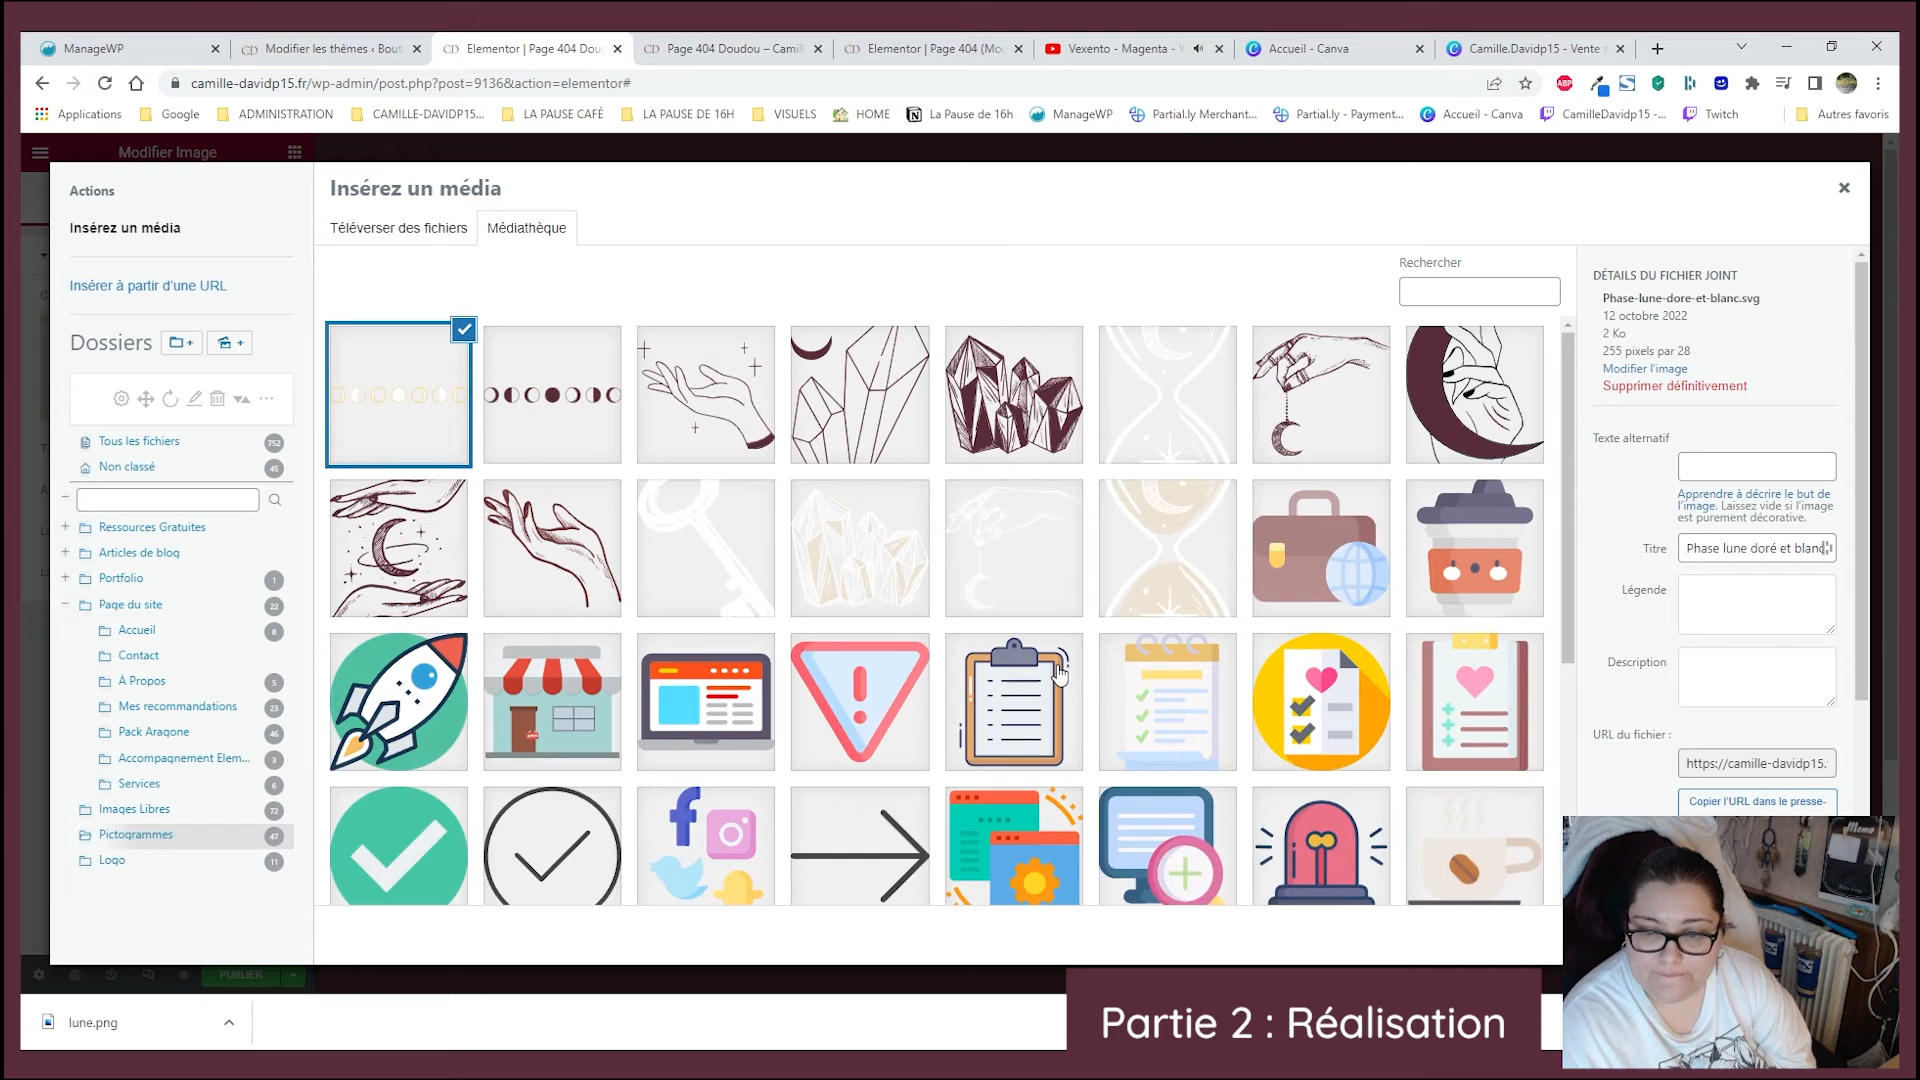 ManageWP
Modifier les thèmes ‹ Bout
Elementor | Page 404 Dou
Page 404 Doudou – Camil
Elementor | Page 404 (Moc
Vexento - Magenta - Y
Accueil - Canva
Camille.Davidp15 - Vente s
camille-davidp15.fr/wp-admin/post.php?post=9136&action=elementor#
Applications
Google
ADMINISTRATION
CAMILLE-DAVIDP15...
LA PAUSE CAFÉ
LA PAUSE DE 16H
VISUELS
HOME
La Pause de 16h
ManageWP
Partial.ly Merchant...
Partial.ly - Payment...
Accueil - Canva
CamilleDavidp15 -...
Twitch
Autres favoris
Modifier Image
Actions
Insérez un média
Insérer à partir d'une URL
Dossiers
Tous les fichiers 752
Non classé 45
Ressources Gratuites
Articles de blog
Portfolio 1
Page du site 22
Accueil 8
Contact
À Propos 5
Mes recommandations 23
Pack Aragone 46
Accompagnement Elem... 3
Services 6
Images Libres 72
Pictogrammes 47
Logo 11
Insérez un média
Téléverser des fichiers
Médiathèque
Rechercher
DÉTAILS DU FICHIER JOINT
Phase-lune-dore-et-blanc.svg
12 octobre 2022
2 Ko
255 pixels par 28
Modifier l'image
Supprimer définitivement
Texte alternatif
Apprendre à décrire le but de
l'image. Laissez vide si l'image
est purement décorative.
Titre
Phase lune doré et blanc
Légende
Description
URL du fichier :
https://camille-davidp15.
Copier l'URL dans le presse-
PUBLIER
lune.png
Partie 2 : Réalisation